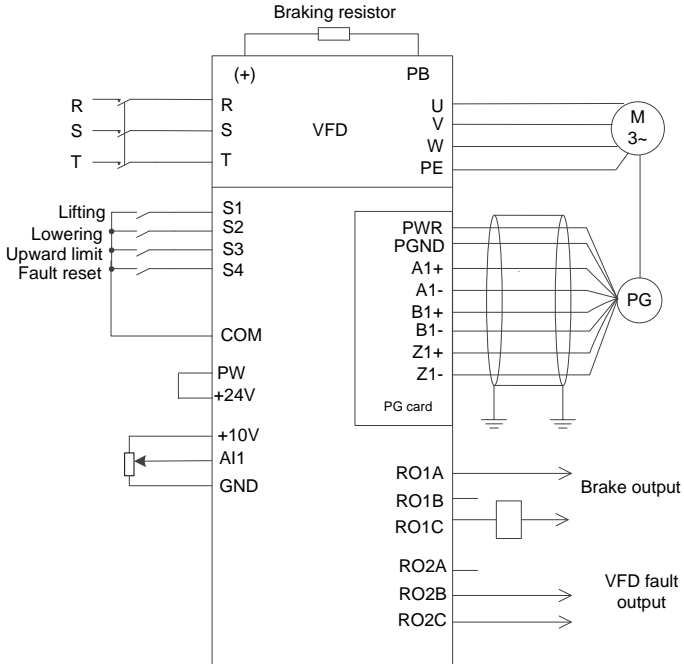 Braking resistor
(+)
PB
R
S
T
R
S
T
VFD
U
V
W
PE
M
3~
Lifting
Lowering
Upward limit
Fault reset
S1
S2
S3
S4
COM
PW
+24V
+10V
AI1
GND
PWR
PGND
A1+
A1-
B1+
B1-
Z1+
Z1-
PG card
PG
RO1A
RO1B
RO1C
Brake output
RO2A
RO2B
RO2C
VFD fault
output